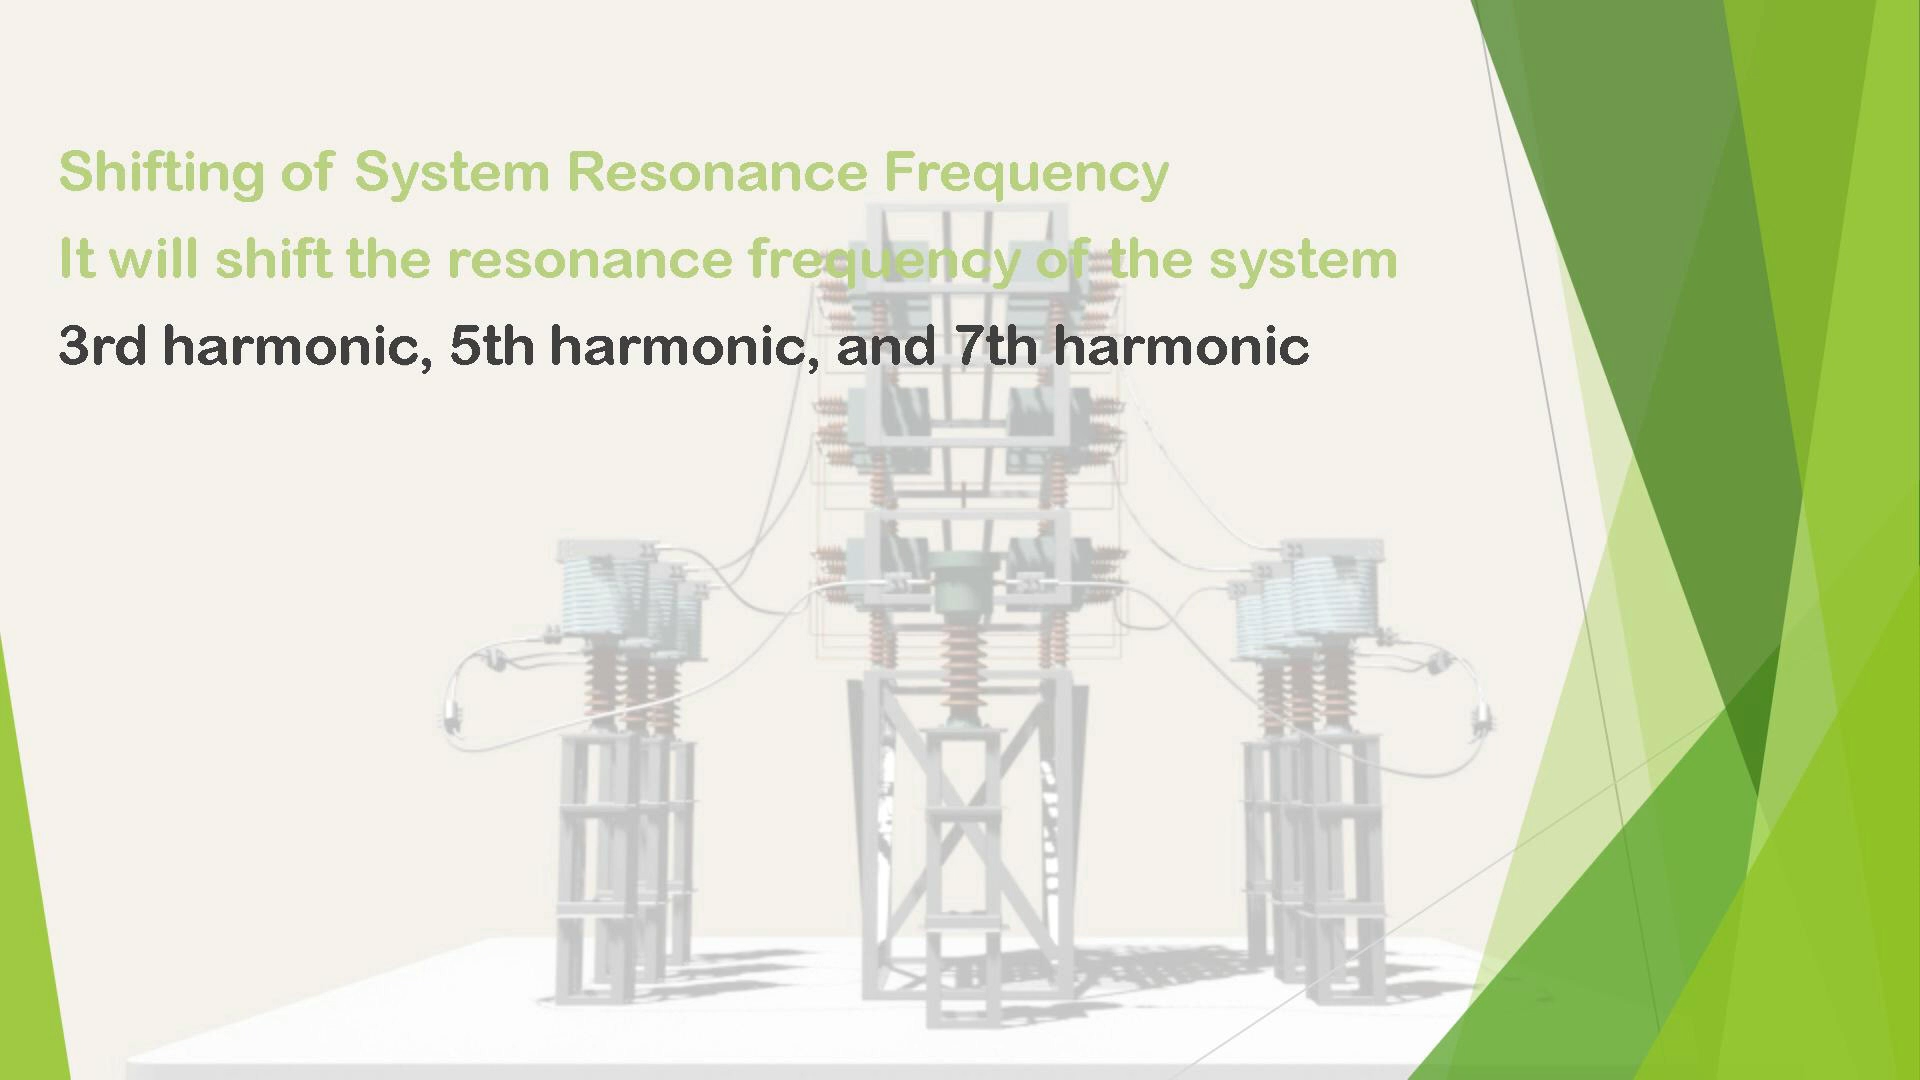 Shifting of System Resonance Frequency
It will shift the resonance frequency of the system
3rd harmonic, 5th harmonic, and 7th harmonic